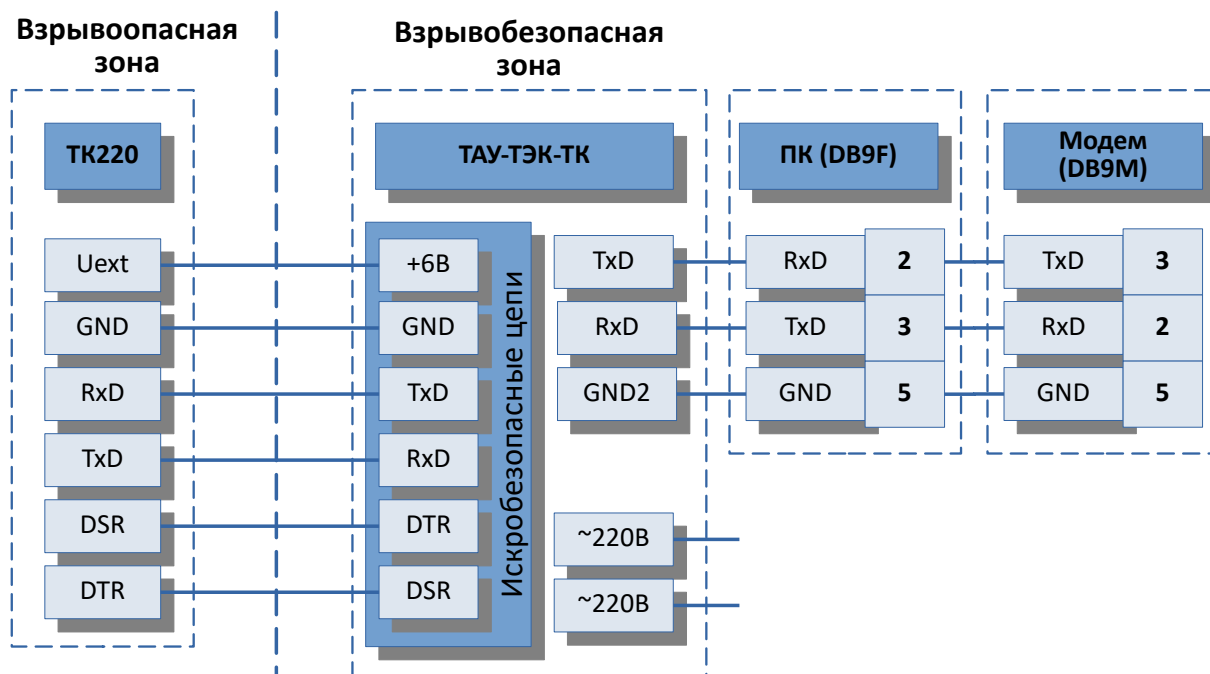 Взрывоопасная
зона
Взрывобезопасная
зона
ТК220
ТАУ-ТЭК-ТК
ПК (DB9F)
Модем
(DB9M)
Uext
+6В
TxD
RxD
2
TxD
3
GND
GND
RxD
TxD
3
RxD
2
RxD
TxD
GND2
GND
5
GND
5
TxD
RxD
DSR
DTR
~220В
DTR
DSR
~220В
Искробезопасные цепи